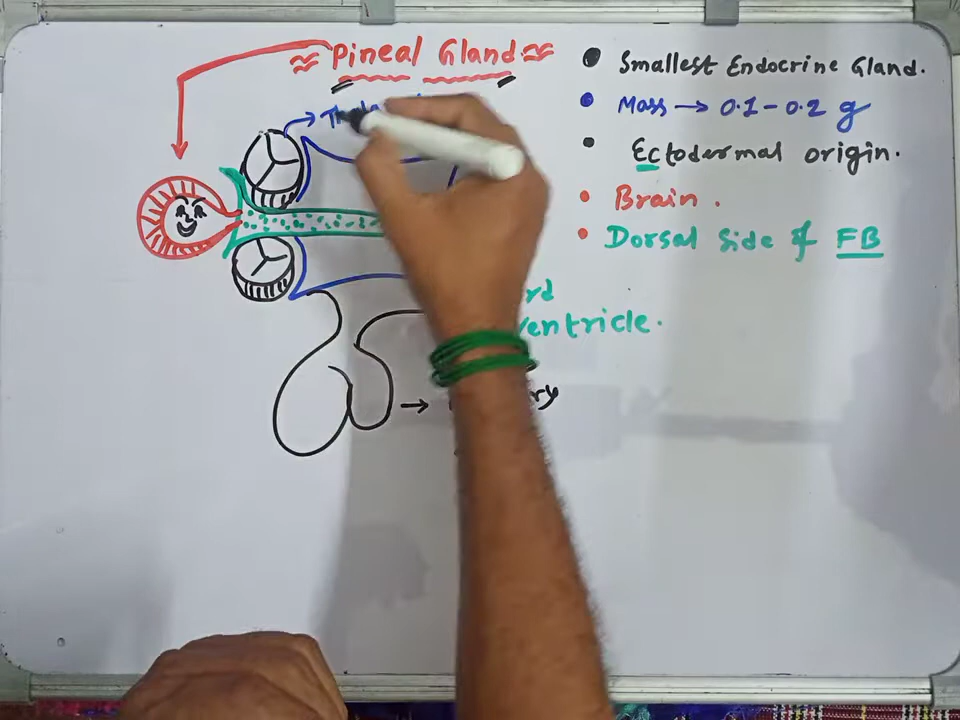 Pineal Gland
Smallest Endocrine Gland.
Mass → 0.1 - 0.2 g
Ectodermal origin.
Brain .
Dorsal Side of FB
rd
ventricle.
→